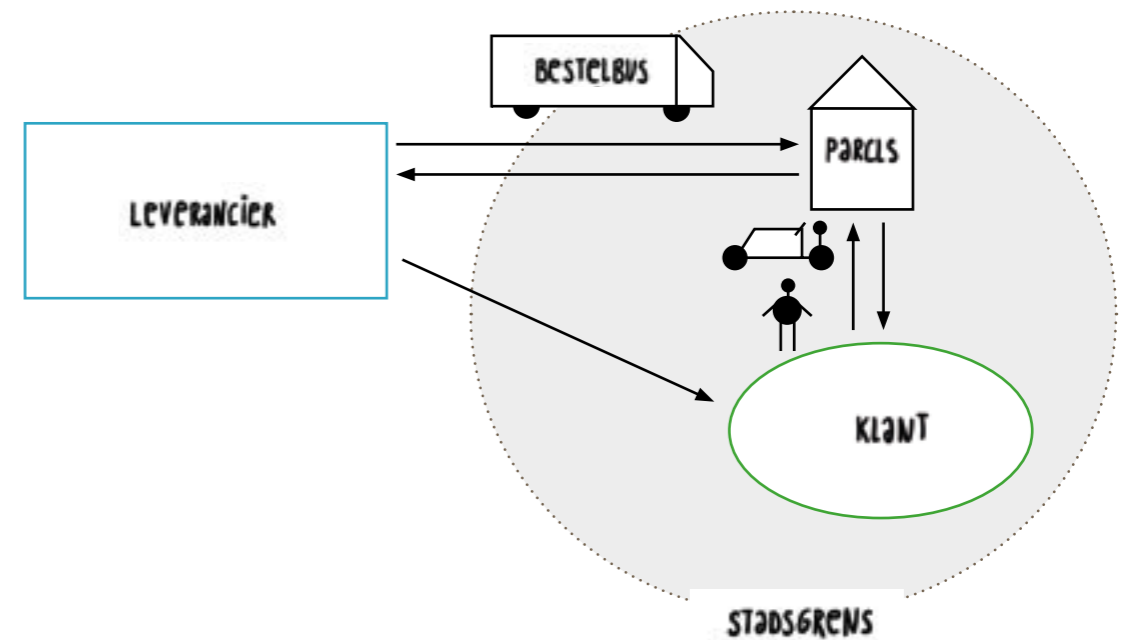 BESTELBUS
PARCLS
LEVERANCIER
KLANT
STADSGRENS